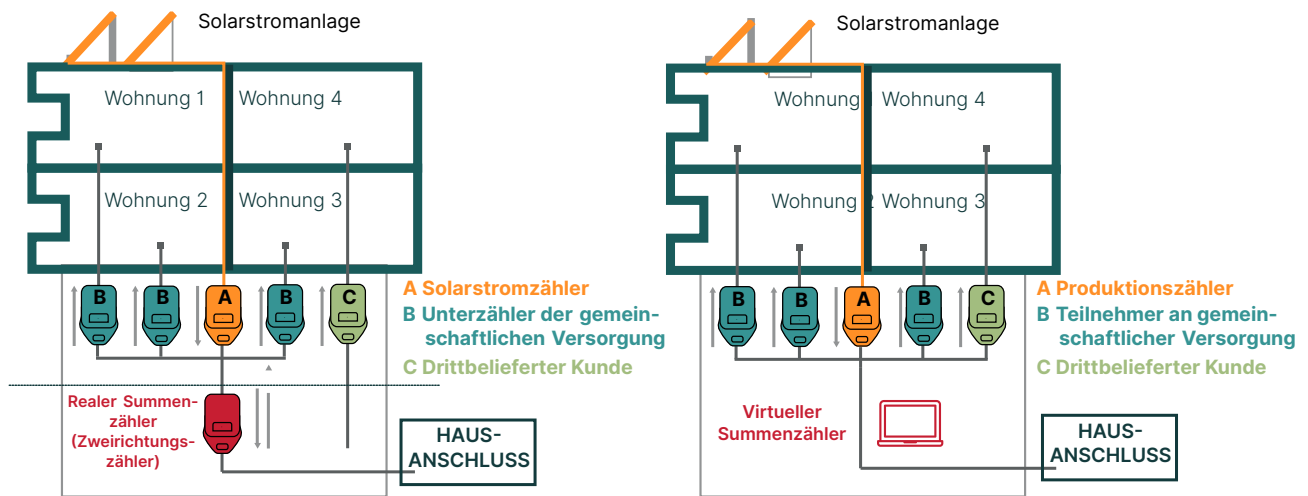 Solarstromanlage
Wohnung 1
Wohnung 4
Wohnung 2
Wohnung 3
B
B
A
B
C
A Solarstromzähler
B Unterzähler der gemein-
schaftlichen Versorgung
C Drittbelieferter Kunde
Realer Summen-
zähler
(Zweirichtungs-
zähler)
HAUS-
ANSCHLUSS
Solarstromanlage
Wohnung
Wohnung 4
Wohnung 2
Wohnung 3
B
B
A
B
C
A Produktionszähler
B Teilnehmer an gemein-
schaftlicher Versorgung
C Drittbelieferter Kunde
Virtueller
Summenzähler
HAUS-
ANSCHLUSS